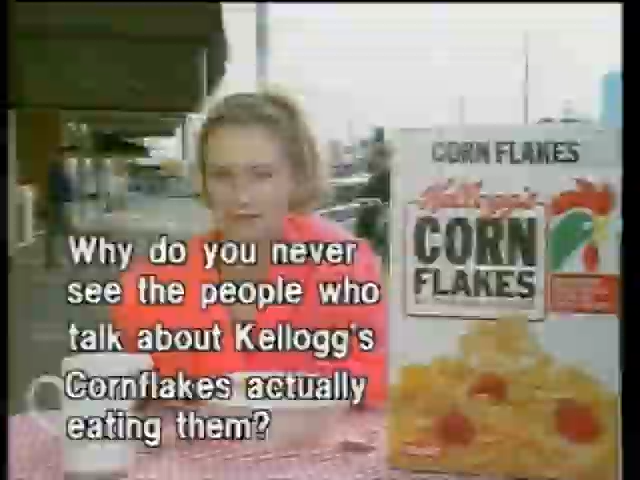 CORN FLAKES
Kellogg's
CORN
FLAKES
Why do you never
see the people who
talk about Kellogg's
Cornflakes actually
eating them?